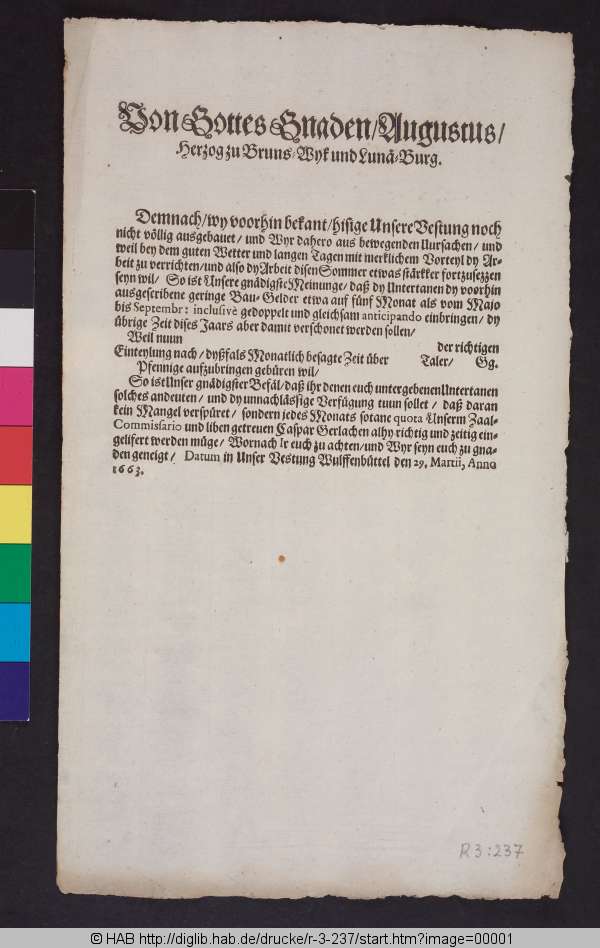 Von Gottes Gnaden/Augustus/
Herzog zu Bruns-Wyk und Lunä-Burg.
Demnach/wy voorhin bekant/hisige Unsere Vestung noch
nicht völlig ausgebauet/und Wyr dahero aus bewegenden Uursachen/und
weil bey dem guten Wetter und langen Tagen mit merklichem Vorteyl dy Ar-
beit zu verrichten/und also dy Arbeit disen Sommer etwas stärkker fortzusezzen
seyn wil/ So ist Unsere gnädigste Meinunge/daß dy Untertanen dy voorhin
ausgeschribene geringe Bau-Gelder etwa auf fünf Monat als vom Majo
bis Septembr: inclusivè gedoppelt und gleichsam anticipando einbringen/dy
übrige Zeit dises Jaars aber damit verschonet werden sollen/
Weil nuun der richtigen
Einteylung nach/dyßfals Monatlich besagte Zeit über Taler/ Gg.
Pfennige aufzubringen gebüren wil/
So ist Unser gnädigster Befäl/daß ihr denen euch untergebenen Untertanen
solches andeuten/und dy unnachlässige Verfügung tuun sollet/daß daran
kein Mangel verspüret/sondern jedes Monats sotane quota Unserm Zaal-
Commissario und liben getreuen Caspar Gerlachen alhy richtig und zeitig ein-
gelifert werden müge/Wornach Ir euch zu achten/und Wyr seyn euch zu gna-
den geneigt/ Datum in Unser Vestung Wulffenbüttel den 29. Martii, Anno
1663.
R 3:237
© HAB http://diglib.hab.de/drucke/r-3-237/start.htm?image=00001